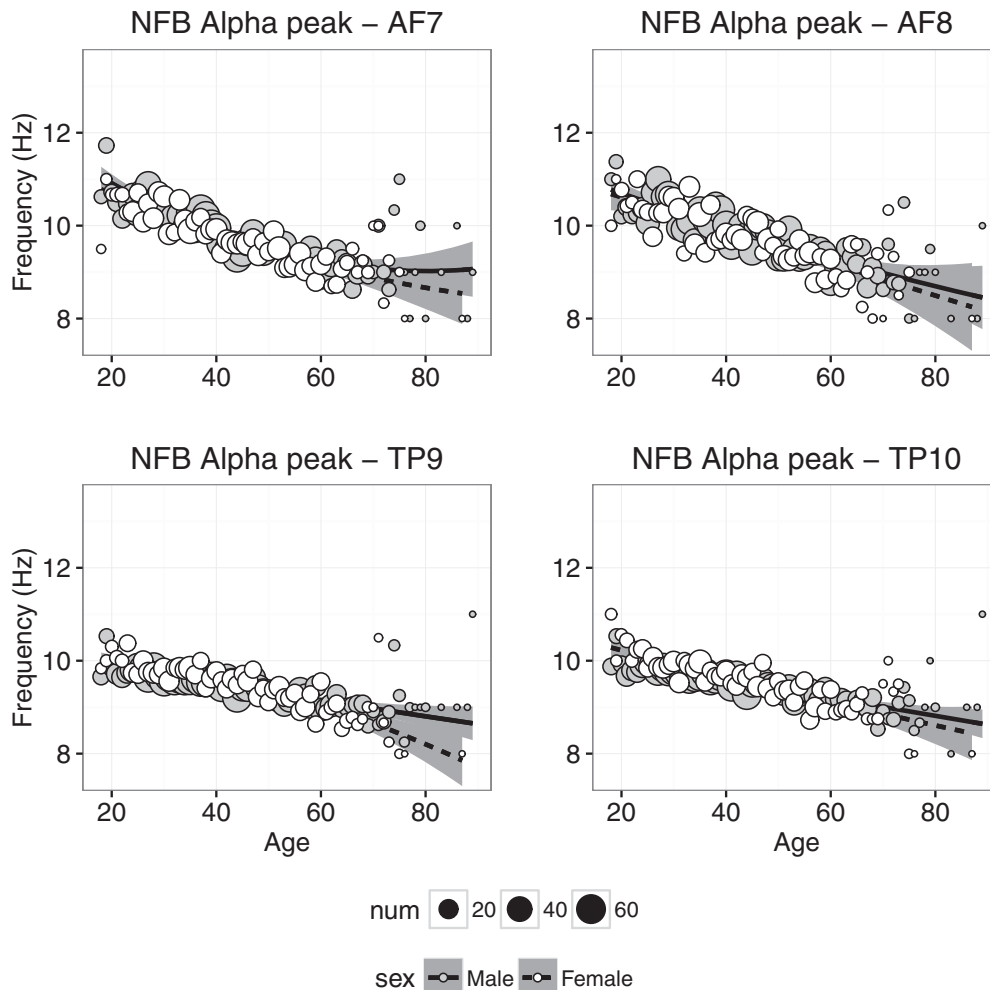 NFB Alpha peak – AF7
NFB Alpha peak – AF8
Frequency (Hz)
12
10
8
20 40 60 80
12
10
8
20 40 60 80
NFB Alpha peak – TP9
NFB Alpha peak – TP10
Frequency (Hz)
12
10
8
20 40 60 80
Age
12
10
8
20 40 60 80
Age
num 20 40 60
sex Male Female